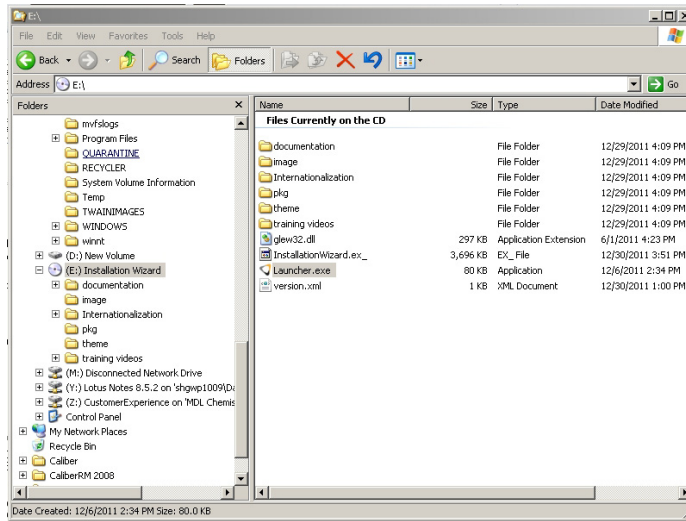 E:\
File Edit View Favorites Tools Help
Back Search Folders
Address E:\ Go
Folders
mvfslogs
Program Files
QUARANTINE
RECYCLER
System Volume Information
Temp
TWAINIMAGES
WINDOWS
winnt
(D:) New Volume
(E:) Installation Wizard
documentation
image
Internationalization
pkg
theme
training videos
(M:) Disconnected Network Drive
(Y:) Lotus Notes 8.5.2 on 'shgwp1009\Da
(Z:) CustomerExperience on 'MDL Chemis
Control Panel
My Network Places
Recycle Bin
Caliber
CaliberRM 2008
Name Size Type Date Modified
Files Currently on the CD
documentation File Folder 12/29/2011 4:09 PM
image File Folder 12/29/2011 4:09 PM
Internationalization File Folder 12/29/2011 4:09 PM
pkg File Folder 12/29/2011 4:09 PM
theme File Folder 12/29/2011 4:09 PM
training videos File Folder 12/29/2011 4:09 PM
glew32.dll 297 KB Application Extension 6/1/2011 4:23 PM
InstallationWizard.ex_ 3,696 KB EX_ File 12/30/2011 3:51 PM
Launcher.exe 80 KB Application 12/6/2011 2:34 PM
version.xml 1 KB XML Document 12/30/2011 1:00 PM
Date Created: 12/6/2011 2:34 PM Size: 80.0 KB